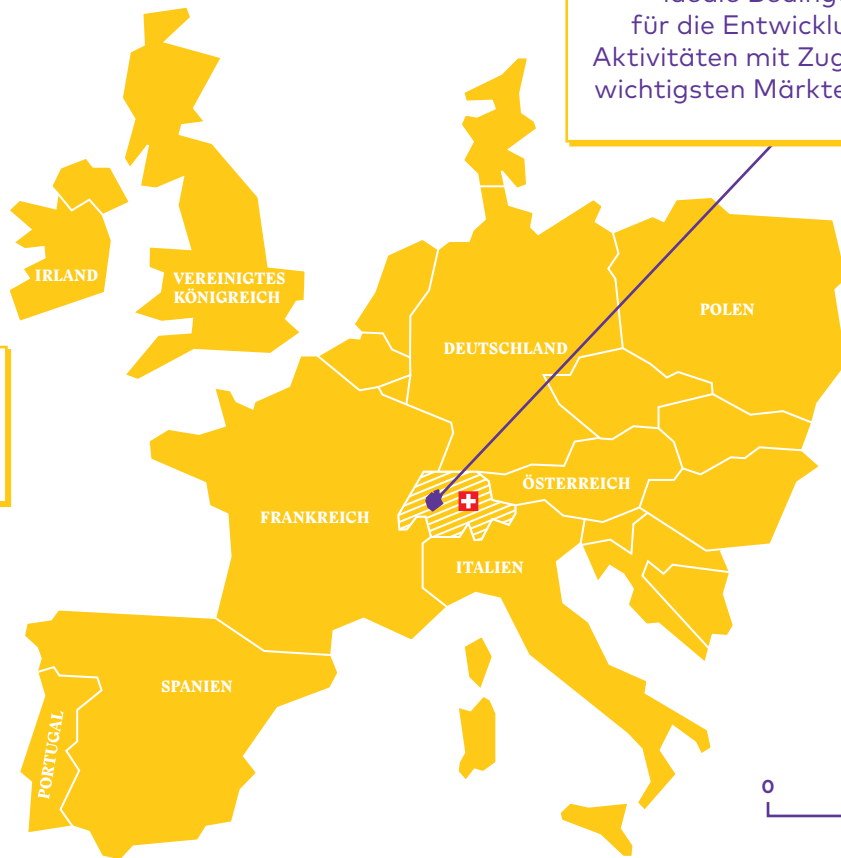 für die Entwicklu
Aktivitäten mit Zug
wichtigsten Märkte
IRLAND
VEREINIGTES
KÖNIGREICH
POLEN
DEUTSCHLAND
ÖSTERREICH
FRANKREICH
ITALIEN
SPANIEN
PORTUGAL
0